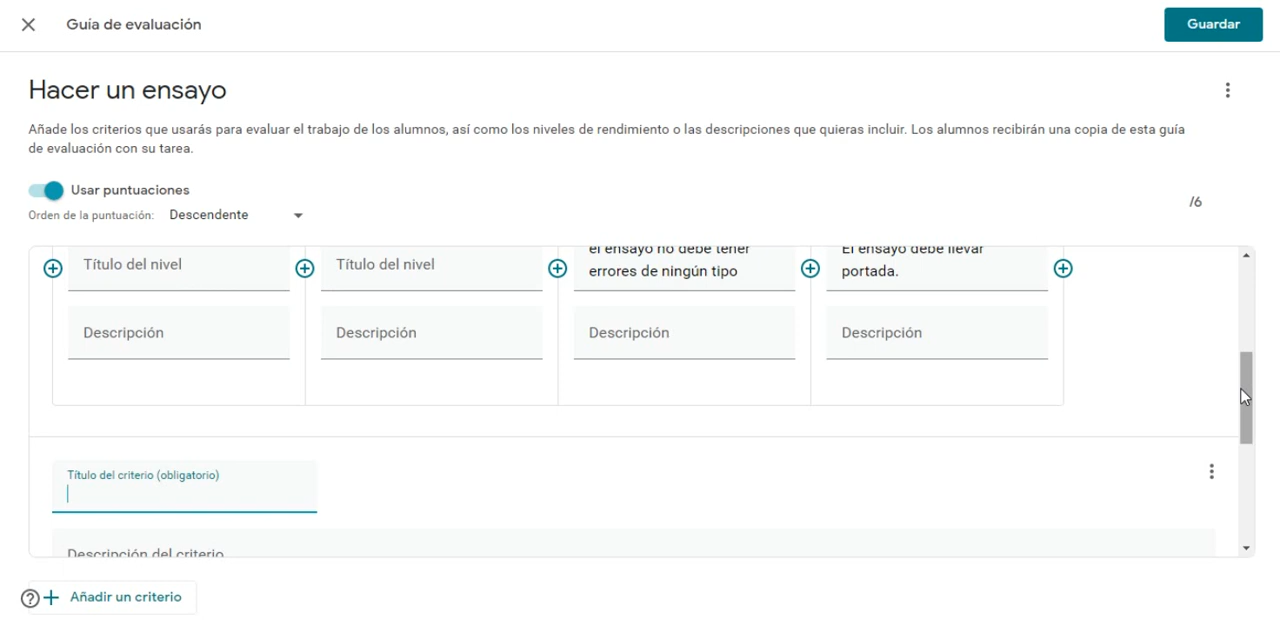 Guía de evaluación
Guardar
Hacer un ensayo
Añade los criterios que usarás para evaluar el trabajo de los alumnos, así como los niveles de rendimiento o las descripciones que quieras incluir. Los alumnos recibirán una copia de esta guía
de evaluación con su tarea.
Usar puntuaciones
/6
Orden de la puntuación: Descendente
Título del nivel
Título del nivel
el ensayo no debe tener
errores de ningún tipo
El ensayo debe llevar
portada.
Descripción
Descripción
Descripción
Descripción
Título del criterio (obligatorio)
Descripción del criterio
Añadir un criterio